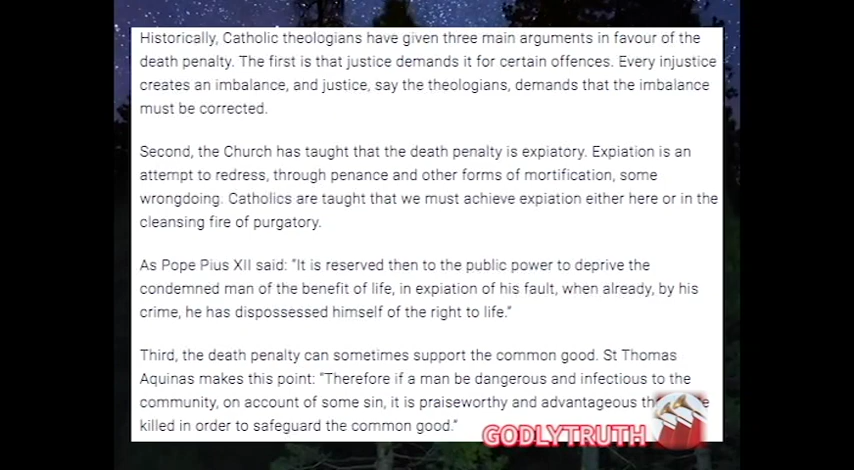 Historically, Catholic theologians have given three main arguments in favour of the
death penalty. The first is that justice demands it for certain offences. Every injustice
creates an imbalance, and justice, say the theologians, demands that the imbalance
must be corrected.
Second, the Church has taught that the death penalty is expiatory. Expiation is an
attempt to redress, through penance and other forms of mortification, some
wrongdoing. Catholics are taught that we must achieve expiation either here or in the
cleansing fire of purgatory.
As Pope Pius XII said: “It is reserved then to the public power to deprive the
condemned man of the benefit of life, in expiation of his fault, when already, by his
crime, he has dispossessed himself of the right to life.”
Third, the death penalty can sometimes support the common good. St Thomas
Aquinas makes this point: “Therefore if a man be dangerous and infectious to the
community, on account of some sin, it is praiseworthy and advantageous
killed in order to safeguard the common good.”
GODLYTRUTH